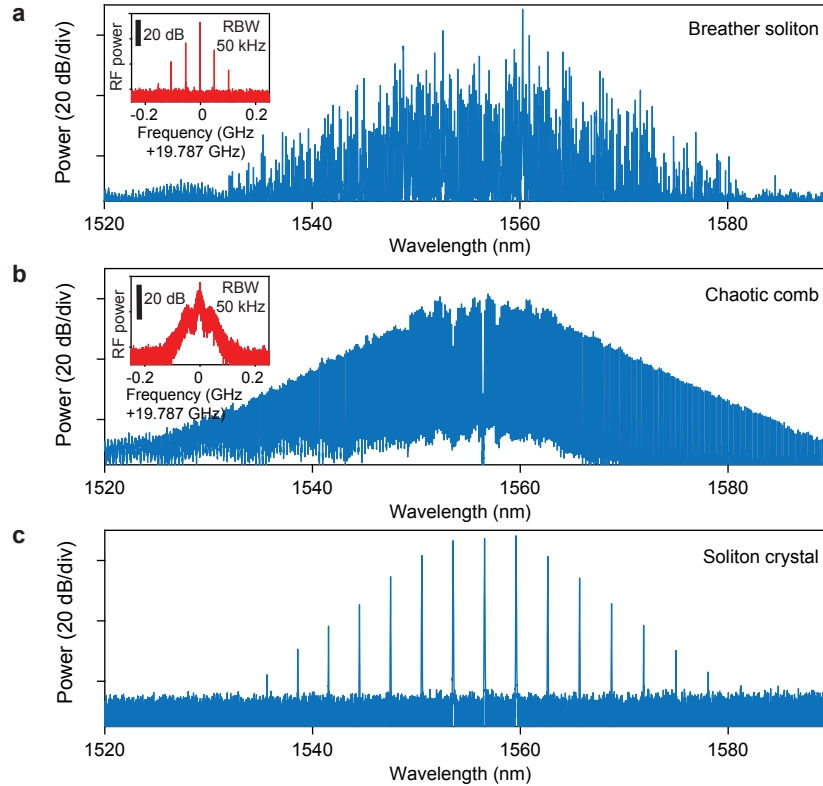 a
Breather soliton
20 dB
RBW
50 kHz
RF power
-0.2 0 0.2
Frequency (GHz
+19.787 GHz)
Power (20 dB/div)
1520 1540 1560 1580
Wavelength (nm)
b
Chaotic comb
20 dB
RBW
50 kHz
RF power
-0.2 0 0.2
Frequency (GHz
+19.787 GHz)
Power (20 dB/div)
1520 1540 1560 1580
Wavelength (nm)
c
Soliton crystal
Power (20 dB/div)
1520 1540 1560 1580
Wavelength (nm)